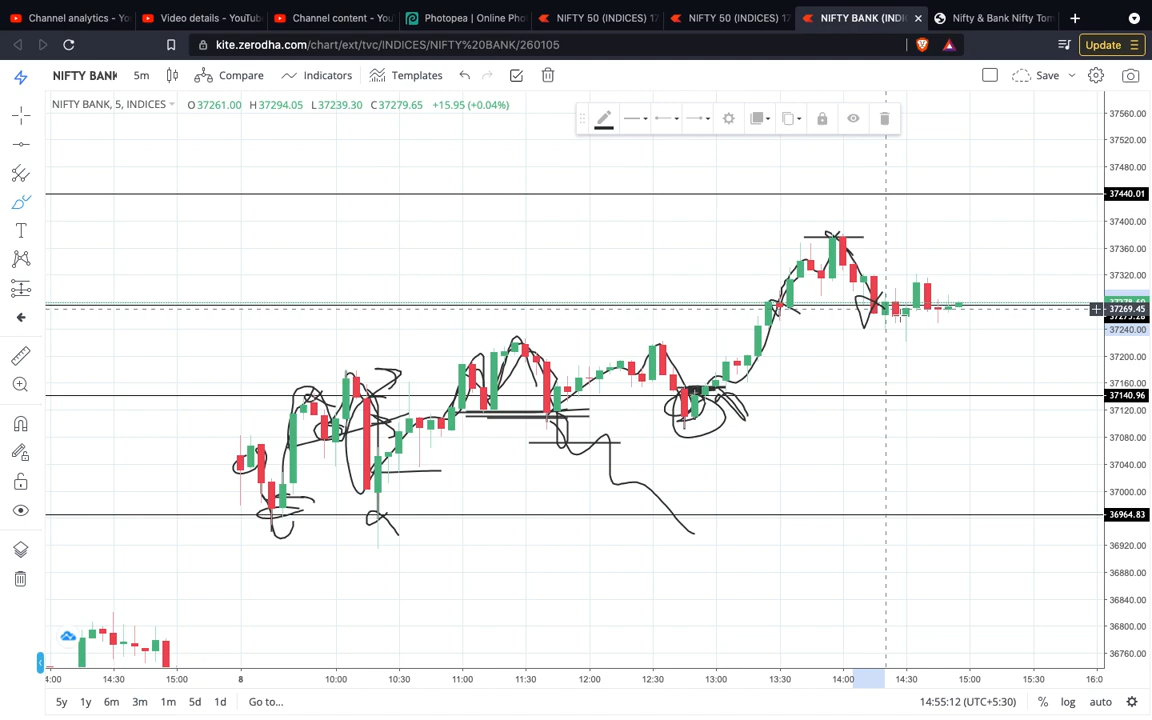 Channel analytics - Yo
Video details - YouTub
Channel content - You
Photopea | Online Pho
NIFTY 50 (INDICES) 17
NIFTY 50 (INDICES) 17
NIFTY BANK (INDI
Nifty & Bank Nifty Tom
kite.zerodha.com/chart/ext/tvc/INDICES/NIFTY%20BANK/260105
Update
NIFTY BANK
5m
Compare
Indicators
Templates
Save
NIFTY BANK, 5, INDICES
O37261.00 H37294.05 L37239.30 C37279.65 +15.95 (+0.04%)
37560.00
37520.00
37480.00
37440.01
37400.00
37360.00
37320.00
37269.45
37240.00
37200.00
37160.00
37140.96
37120.00
37080.00
37040.00
37000.00
36964.83
36920.00
36880.00
36840.00
36800.00
36760.00
4:00 14:30 15:00 8 10:00 10:30 11:00 11:30 12:00 12:30 13:00 13:30 14:00 14:30 15:00 15:30 16:0
5y 1y 6m 3m 1m 5d 1d Go to...
14:55:12 (UTC+5:30) % log auto